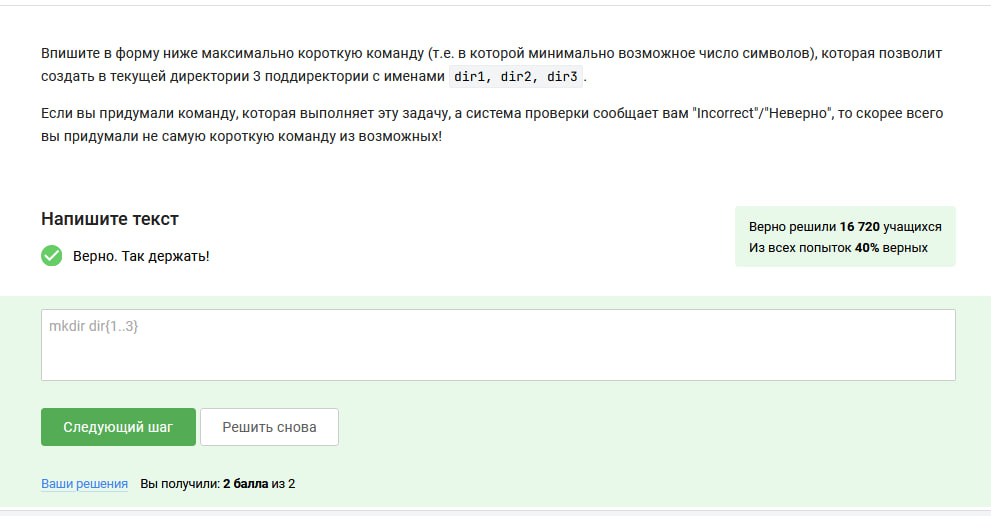 Впишите в форму ниже максимально короткую команду (т.е. в которой минимально возможное число символов), которая позволит
создать в текущей директории 3 поддиректории с именами dir1, dir2, dir3.
Если вы придумали команду, которая выполняет эту задачу, а система проверки сообщает вам "Incorrect"/"Неверно", то скорее всего
вы придумали не самую короткую команду из возможных!
Напишите текст
Верно. Так держать!
Верно решили 16 720 учащихся
Из всех попыток 40% верных
mkdir dir{1..3}
Следующий шаг
Решить снова
Ваши решения Вы получили: 2 балла из 2